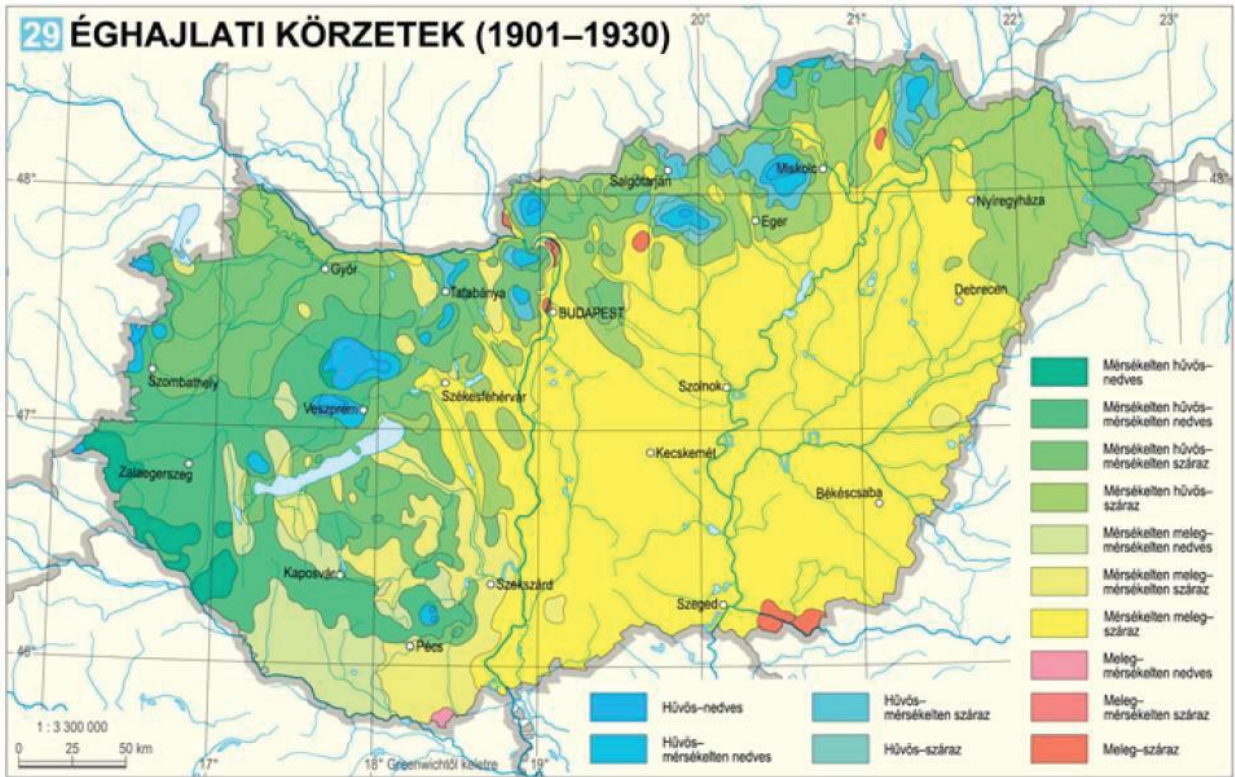 29 ÉGHAJLATI KÖRZETEK (1901–1930)
20°
21°
22°
23°
48°
48°
Salgótarján
Miskolc
Nyíregyháza
Eger
Győr
Tatabánya
Debrecen
BUDAPEST
Szombathely
Székesfehérvár
Szolnok
Veszprém
47°
47°
Zalaegerszeg
Kecskemét
Békéscsaba
Kaposvár
Szekszárd
Szeged
Pécs
46°
46°
Mérsékelten hűvös–
nedves
Mérsékelten hűvös–
mérsékelten nedves
Mérsékelten hűvös–
mérsékelten száraz
Mérsékelten hűvös–
száraz
Mérsékelten meleg–
mérsékelten nedves
Mérsékelten meleg–
mérsékelten száraz
Mérsékelten meleg–
száraz
Meleg–
mérsékelten nedves
Meleg–
mérsékelten száraz
Meleg–száraz
Hűvös–nedves
Hűvös–
mérsékelten nedves
Hűvös–
mérsékelten száraz
Hűvös–száraz
1 : 3 300 000
0 25 50 km
17° 18° Greenwichtől keletre 19°